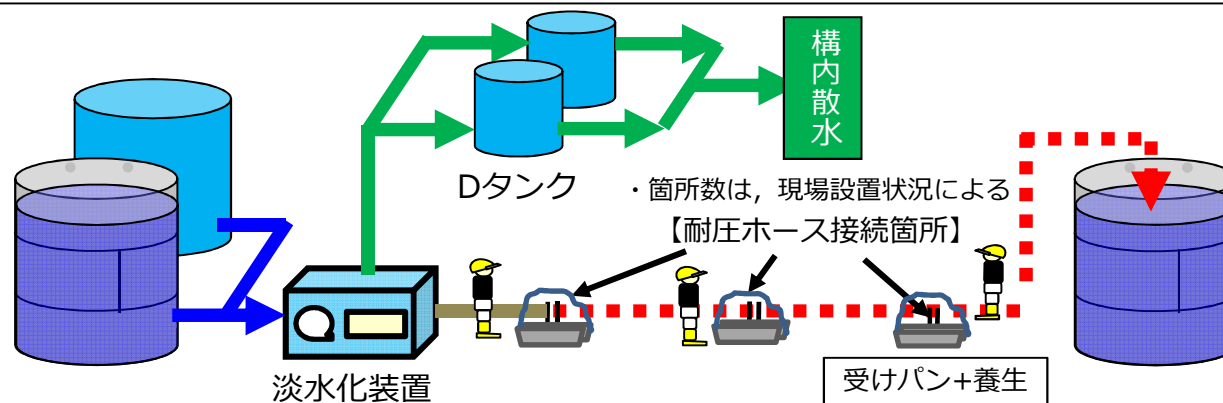 構内散水
Dタンク
・箇所数は，現場設置状況による
【耐圧ホース接続箇所】
淡水化装置
受けパン+養生